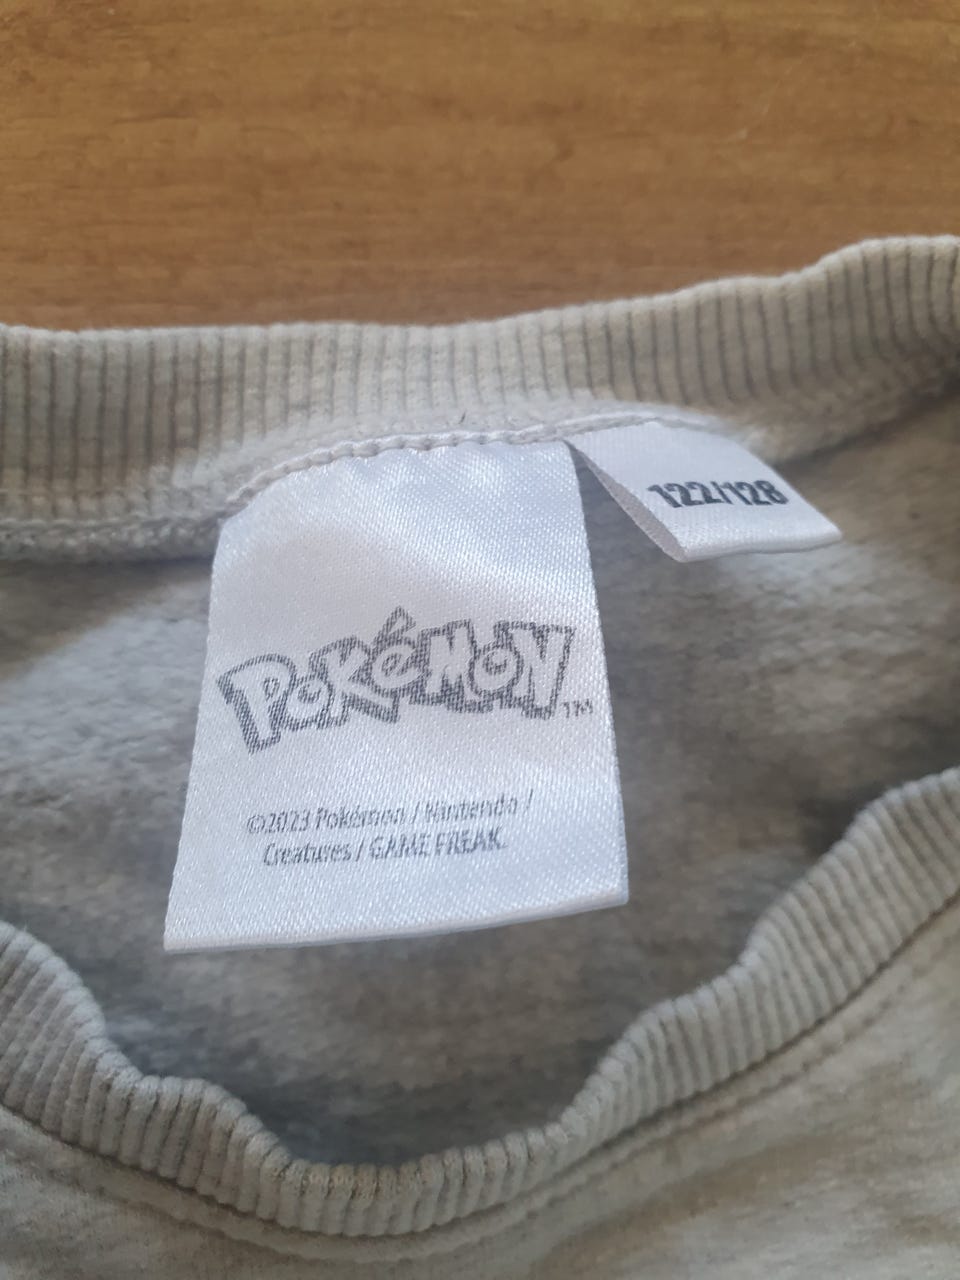 122/128
POKéMON™
©2023 Pokémon / Nintendo /
Creatures / GAME FREAK.